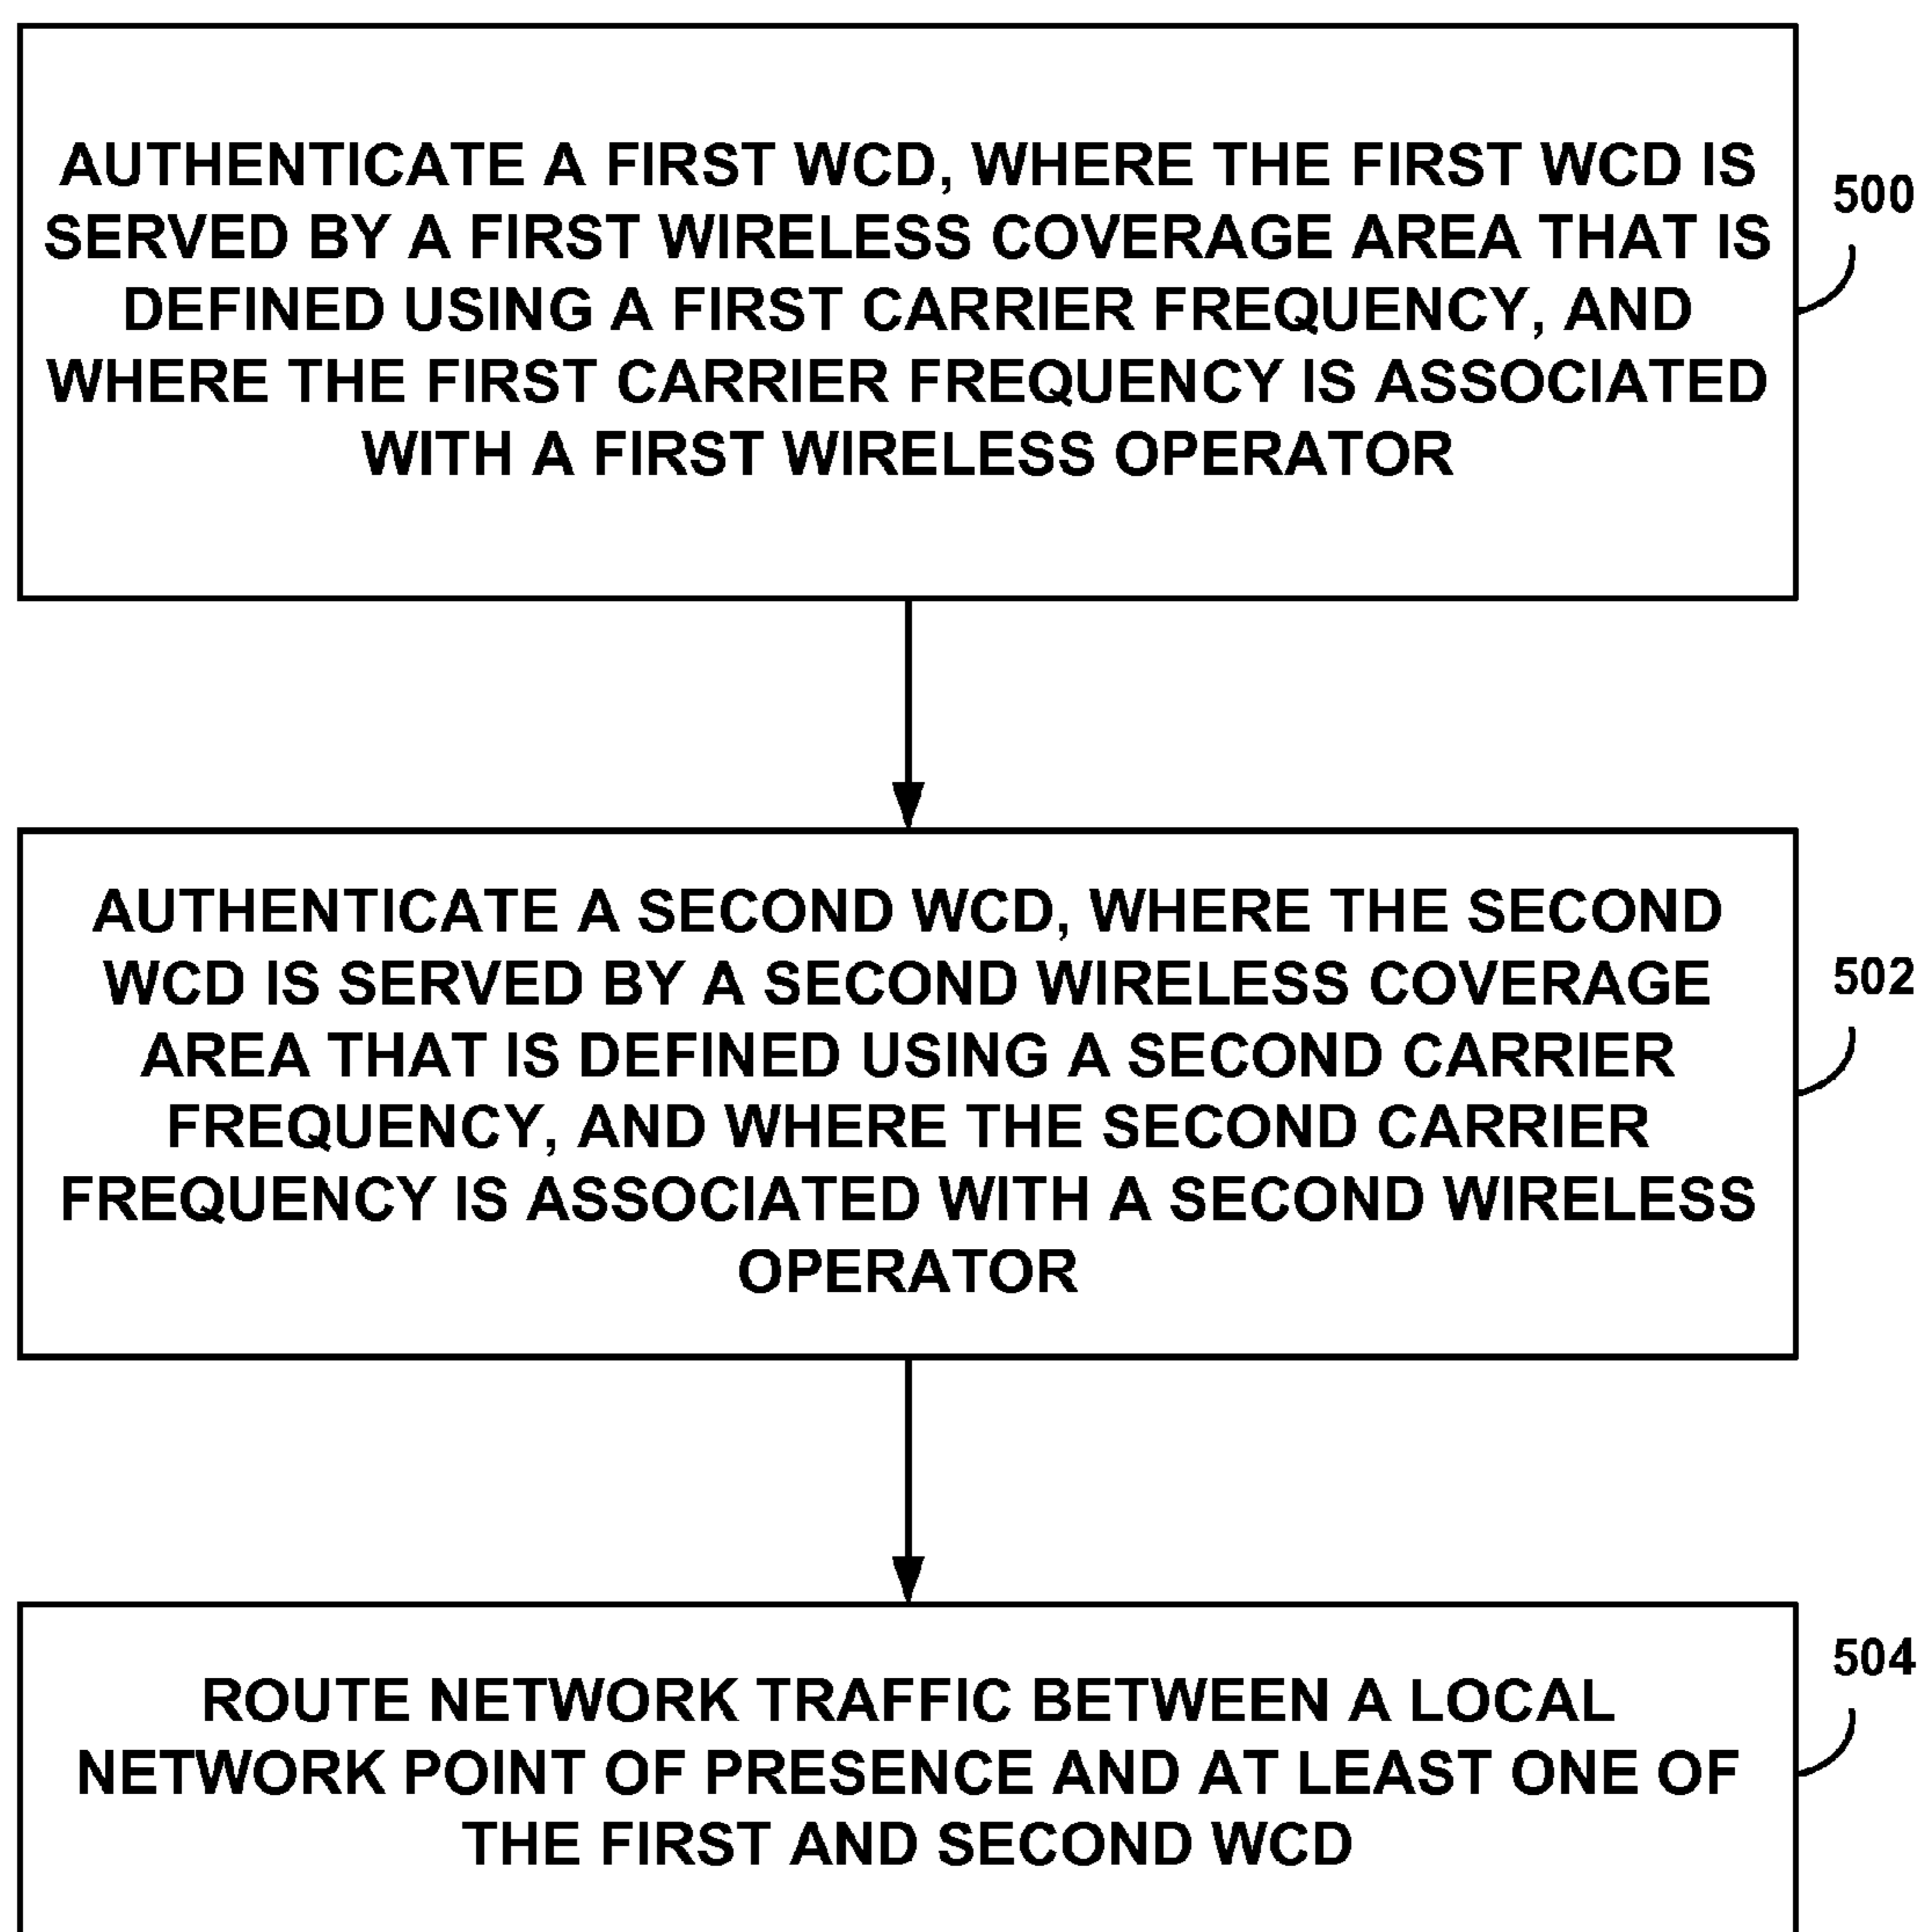 AUTHENTICATE A FIRST WCD, WHERE THE FIRST WCD IS
SERVED BY A FIRST WIRELESS COVERAGE AREA THAT IS
DEFINED USING A FIRST CARRIER FREQUENCY, AND
WHERE THE FIRST CARRIER FREQUENCY IS ASSOCIATED
WITH A FIRST WIRELESS OPERATOR
500
AUTHENTICATE A SECOND WCD, WHERE THE SECOND
WCD IS SERVED BY A SECOND WIRELESS COVERAGE
AREA THAT IS DEFINED USING A SECOND CARRIER
FREQUENCY, AND WHERE THE SECOND CARRIER
FREQUENCY IS ASSOCIATED WITH A SECOND WIRELESS
OPERATOR
502
ROUTE NETWORK TRAFFIC BETWEEN A LOCAL
NETWORK POINT OF PRESENCE AND AT LEAST ONE OF
THE FIRST AND SECOND WCD
504